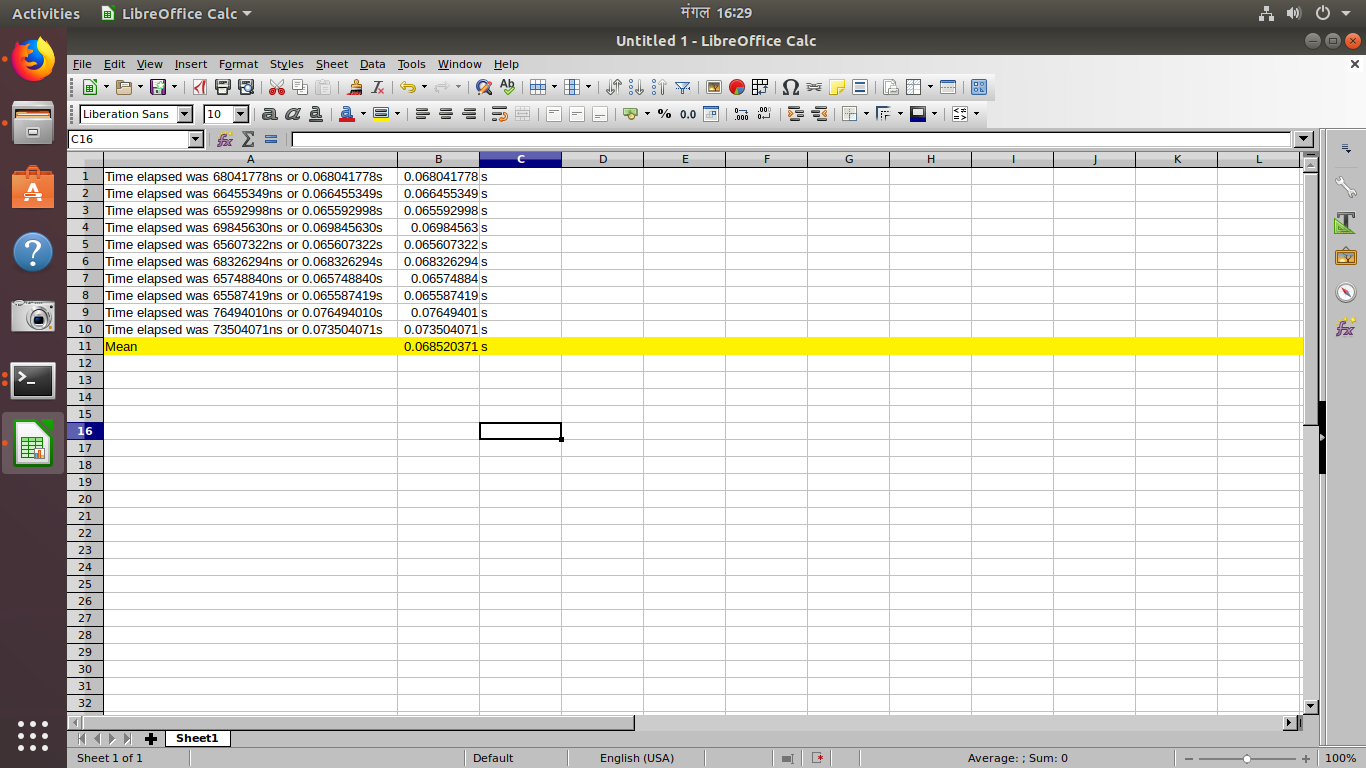 Activities LibreOffice Calc मंगल 16:29
Untitled 1 - LibreOffice Calc
File Edit View Insert Format Styles Sheet Data Tools Window Help
Liberation Sans 10
C16
A B C D E F G H I J K L
1 Time elapsed was 68041778ns or 0.068041778s 0.068041778 s
2 Time elapsed was 66455349ns or 0.066455349s 0.066455349 s
3 Time elapsed was 65592998ns or 0.065592998s 0.065592998 s
4 Time elapsed was 69845630ns or 0.069845630s 0.06984563 s
5 Time elapsed was 65607322ns or 0.065607322s 0.065607322 s
6 Time elapsed was 68326294ns or 0.068326294s 0.068326294 s
7 Time elapsed was 65748840ns or 0.065748840s 0.06574884 s
8 Time elapsed was 65587419ns or 0.065587419s 0.065587419 s
9 Time elapsed was 76494010ns or 0.076494010s 0.07649401 s
10 Time elapsed was 73504071ns or 0.073504071s 0.073504071 s
11 Mean 0.068520371 s
12
13
14
15
16
17
18
19
20
21
22
23
24
25
26
27
28
29
30
31
32
Sheet1
Sheet 1 of 1 Default English (USA) Average: ; Sum: 0 100%